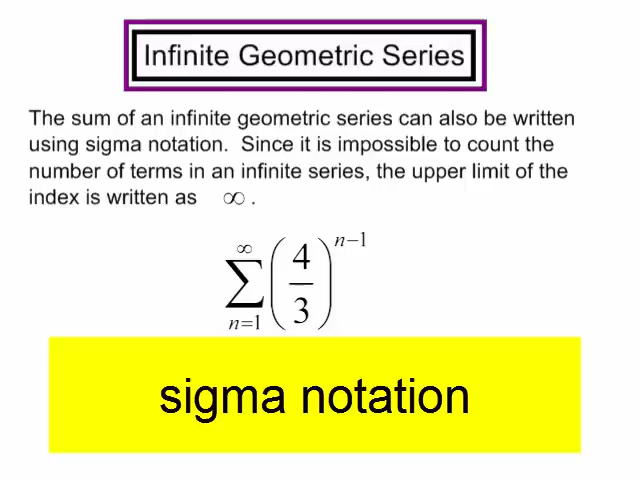 Infinite Geometric Series
The sum of an infinite geometric series can also be written
using sigma notation. Since it is impossible to count the
number of terms in an infinite series, the upper limit of the
index is written as ∞ .
∞
∑ (4/3)^{n−1}
n=1
sigma notation